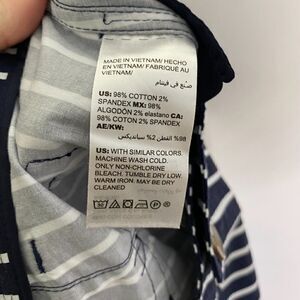 MADE IN VIETNAM/ HECHO
EN VIETNAM/ FABRIQUÉ AU
VIETNAM/
صنع في فيتنام
US: 98% COTTON 2%
SPANDEX MX: 98%
ALGODÓN 2% elastano CA:
98% COTON 2% SPANDEX
AE/KW:
98% القطن 2% سبانديكس
US: WITH SIMILAR COLORS.
MACHINE WASH COLD.
ONLY NON-CHLORINE
BLEACH. TUMBLE DRY LOW.
WARM IRON. MAY BE DRY
CLEANED